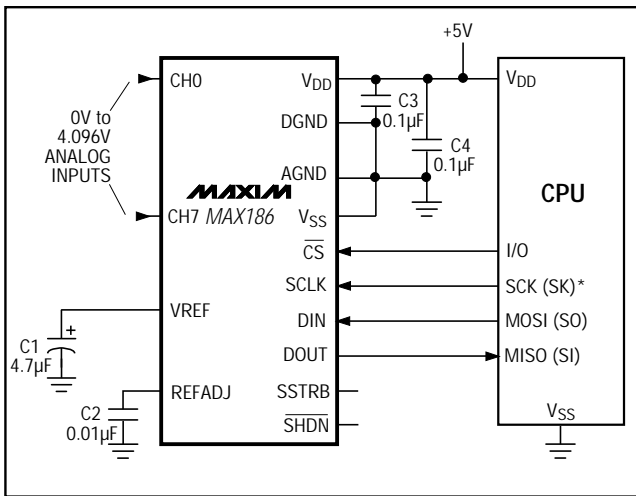 +5V
CH0
VDD
VDD
0V to
4.096V
ANALOG
INPUTS
C3
0.1µF
DGND
C4
0.1µF
AGND
MAXIM
CPU
CH7 MAX186
VSS
CS
I/O
SCLK
SCK (SK)*
VREF
DIN
MOSI (SO)
C1
4.7µF
+
DOUT
MISO (SI)
REFADJ
SSTRB
C2
0.01µF
SHDN
VSS